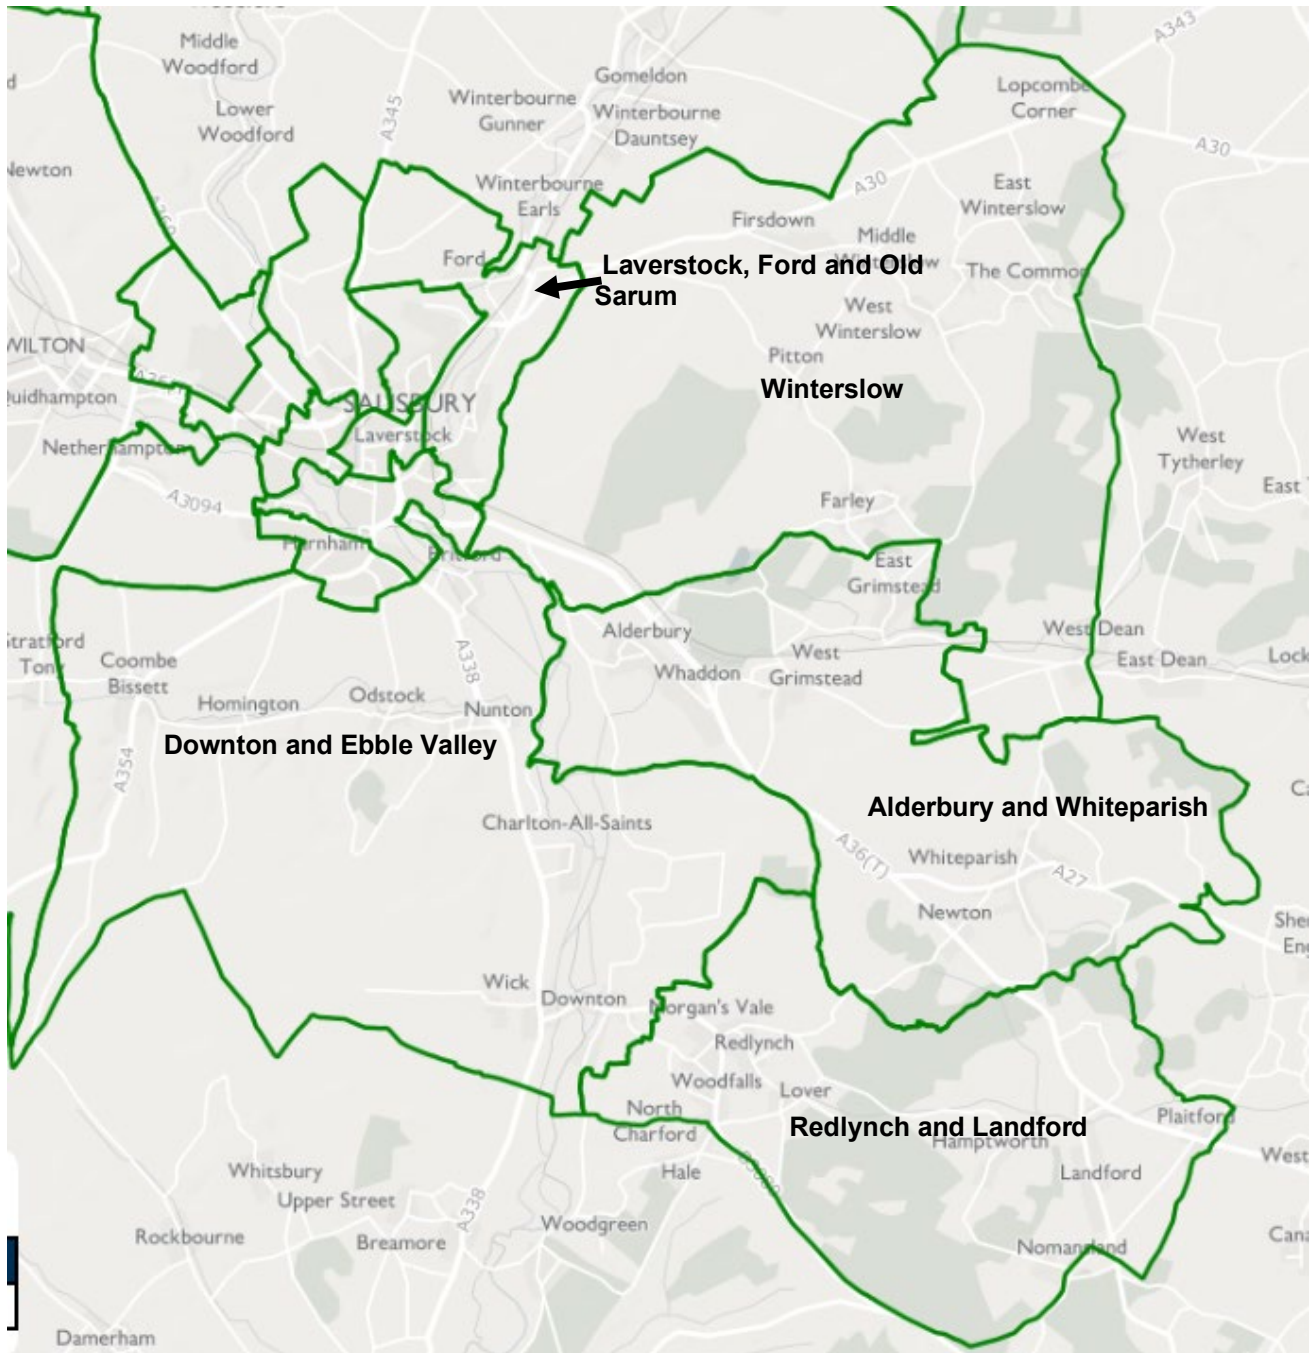 Middle
Woodford
A343
Gomeldon
Lopcombe
Corner
Lower
Woodford
A345
Winterbourne
Gunner
Winterbourne
Dauntsey
A30
Newton
Winterbourne
Earls
A30
East
Winterslow
Firsdown
Middle
Ford
Laverstock, Ford and Old
Sarum
The Common
West
Winterslow
WILTON
Pitton
Winterslow
Quidhampton
SALISBURY
Laverstock
Netherhampton
West
Tytherley
East
A3094
Farley
Harnham
Britford
East
Grimstead
Alderbury
West Dean
Stratford
Tony
Coombe
Bissett
A338
Whaddon
West
Grimstead
East Dean
Lock
Homington
Odstock
Nunton
Downton and Ebble Valley
A354
Alderbury and Whiteparish
Charlton-All-Saints
A36(T)
Whiteparish
A27
Newton
She
Eng
Wick
Downton
Morgan's Vale
Redlynch
Woodfalls
Lover
North
Charford
Redlynch and Landford
Plaitford
Hamptworth
Hale
Landford
West
Whitsbury
Upper Street
A338
Woodgreen
Rockbourne
Breamore
Nomansland
Cana
Damerham